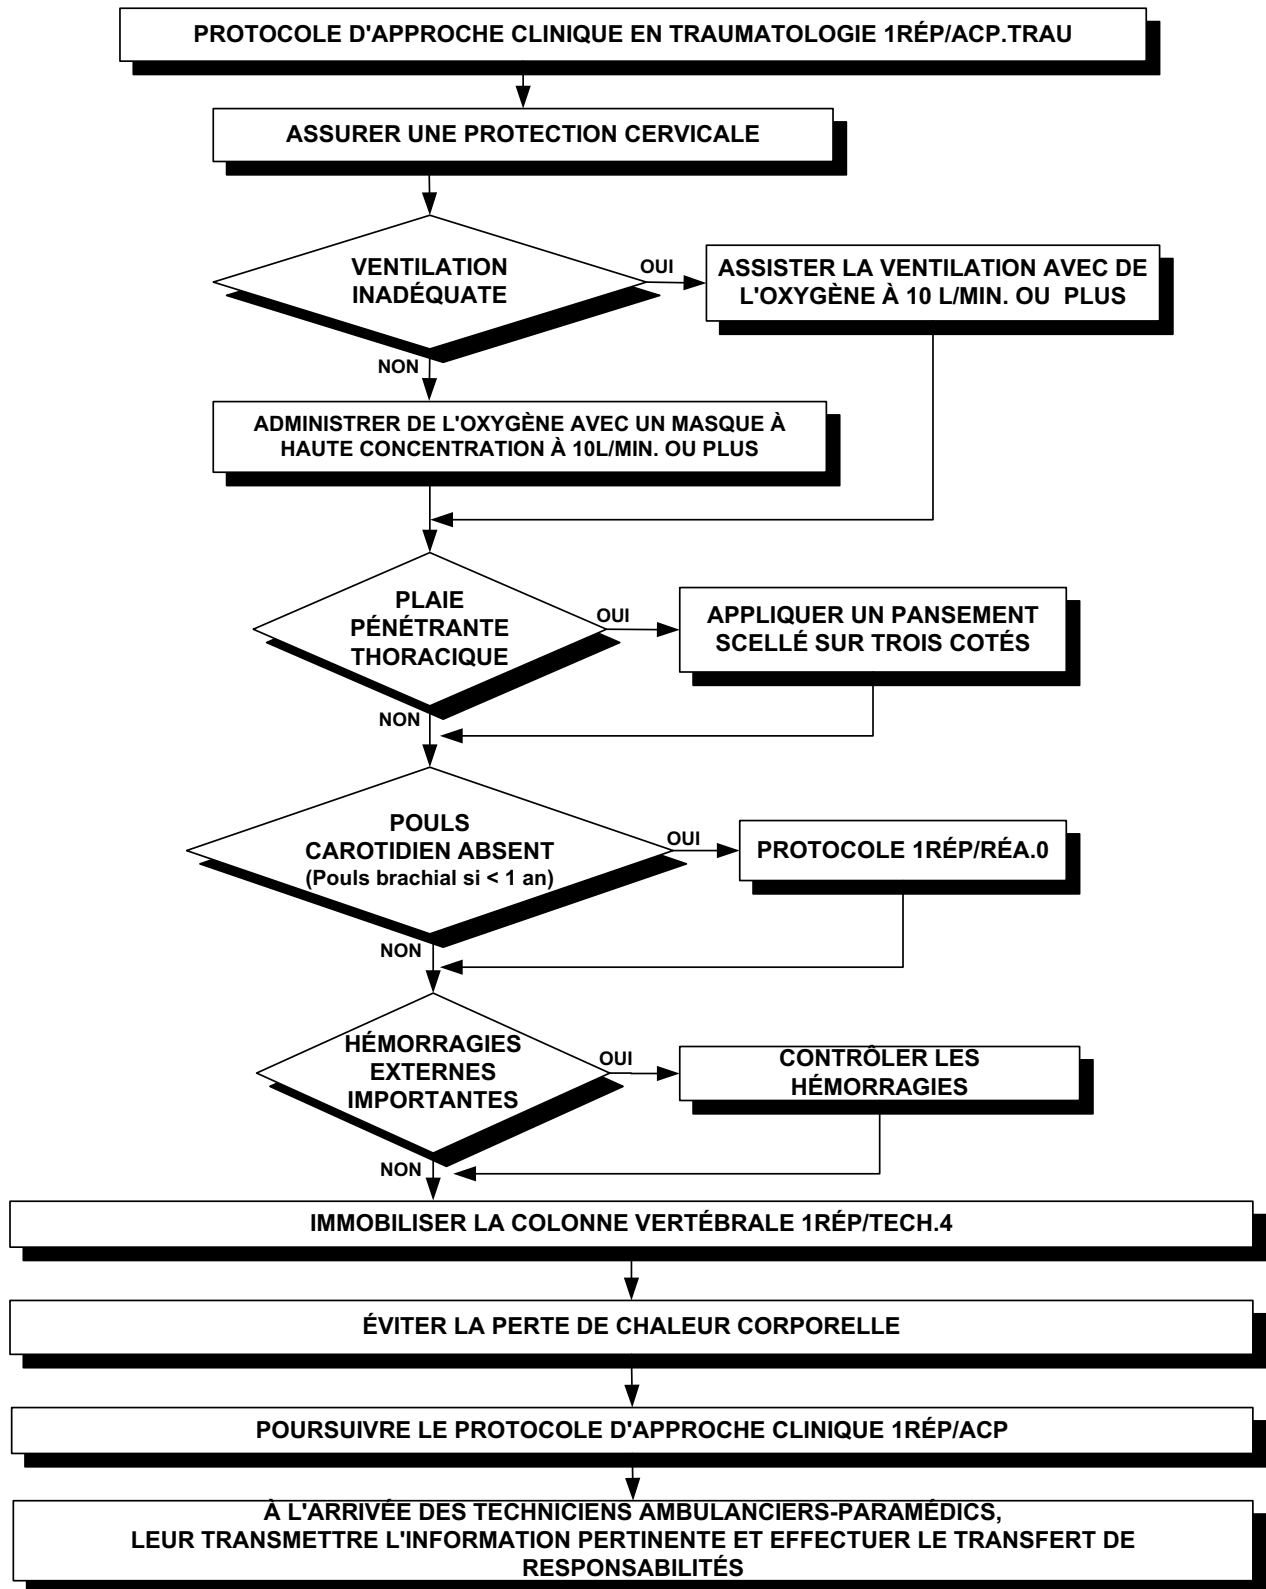 PROTOCOLE D'APPROCHE CLINIQUE EN TRAUMATOLOGIE 1RÉP/ACP.TRAU
ASSURER UNE PROTECTION CERVICALE
VENTILATION
INADÉQUATE
OUI
ASSISTER LA VENTILATION AVEC DE
L'OXYGÈNE À 10 L/MIN. OU PLUS
NON
ADMINISTRER DE L'OXYGÈNE AVEC UN MASQUE À
HAUTE CONCENTRATION À 10L/MIN. OU PLUS
PLAIE
PÉNÉTRANTE
THORACIQUE
OUI
APPLIQUER UN PANSEMENT
SCELLÉ SUR TROIS COTÉS
NON
POULS
CAROTIDIEN ABSENT
(Pouls brachial si < 1 an)
OUI
PROTOCOLE 1RÉP/RÉA.0
NON
HÉMORRAGIES
EXTERNES
IMPORTANTES
OUI
CONTRÔLER LES
HÉMORRAGIES
NON
IMMOBILISER LA COLONNE VERTÉBRALE 1RÉP/TECH.4
ÉVITER LA PERTE DE CHALEUR CORPORELLE
POURSUIVRE LE PROTOCOLE D'APPROCHE CLINIQUE 1RÉP/ACP
À L'ARRIVÉE DES TECHNICIENS AMBULANCIERS-PARAMÉDICS,
LEUR TRANSMETTRE L'INFORMATION PERTINENTE ET EFFECTUER LE TRANSFERT DE
RESPONSABILITÉS